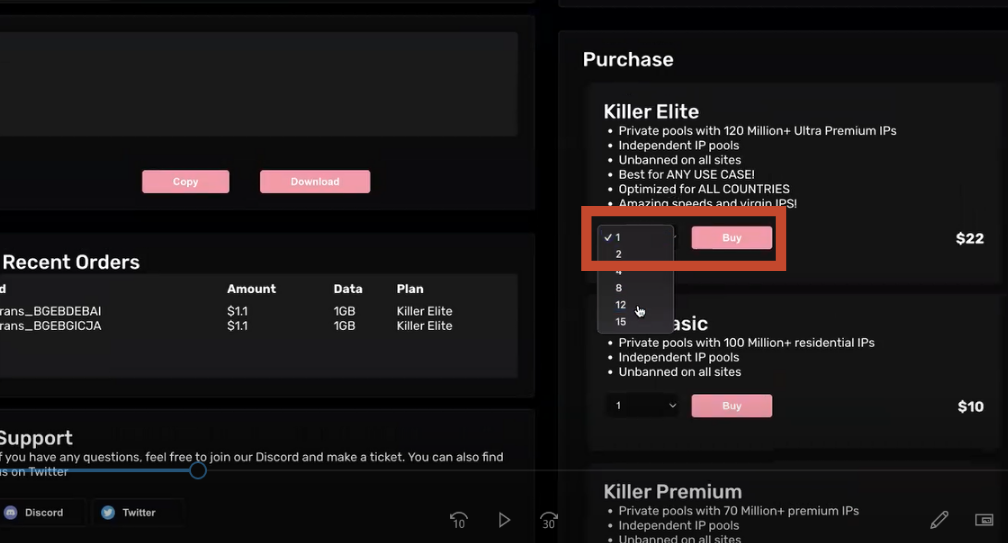 Copy
Download
Recent Orders
Amount
Data
Plan
rans_BGEBDEBAI
$1.1
1GB
Killer Elite
rans_BGEBGICJA
$1.1
1GB
Killer Elite
Support
f you have any questions, feel free to join our Discord and make a ticket. You can also find
us on Twitter
Discord
Twitter
Purchase
Killer Elite
• Private pools with 120 Million+ Ultra Premium IPs
• Independent IP pools
• Unbanned on all sites
• Best for ANY USE CASE!
• Optimized for ALL COUNTRIES
• Amazing speeds and virgin IPS!
✓ 1
2
4
8
12
15
Buy
$22
asic
• Private pools with 100 Million+ residential IPs
• Independent IP pools
• Unbanned on all sites
1
Buy
$10
Killer Premium
• Private pools with 70 Million+ premium IPs
• Independent IP pools
• Unbanned on all sites
10
30